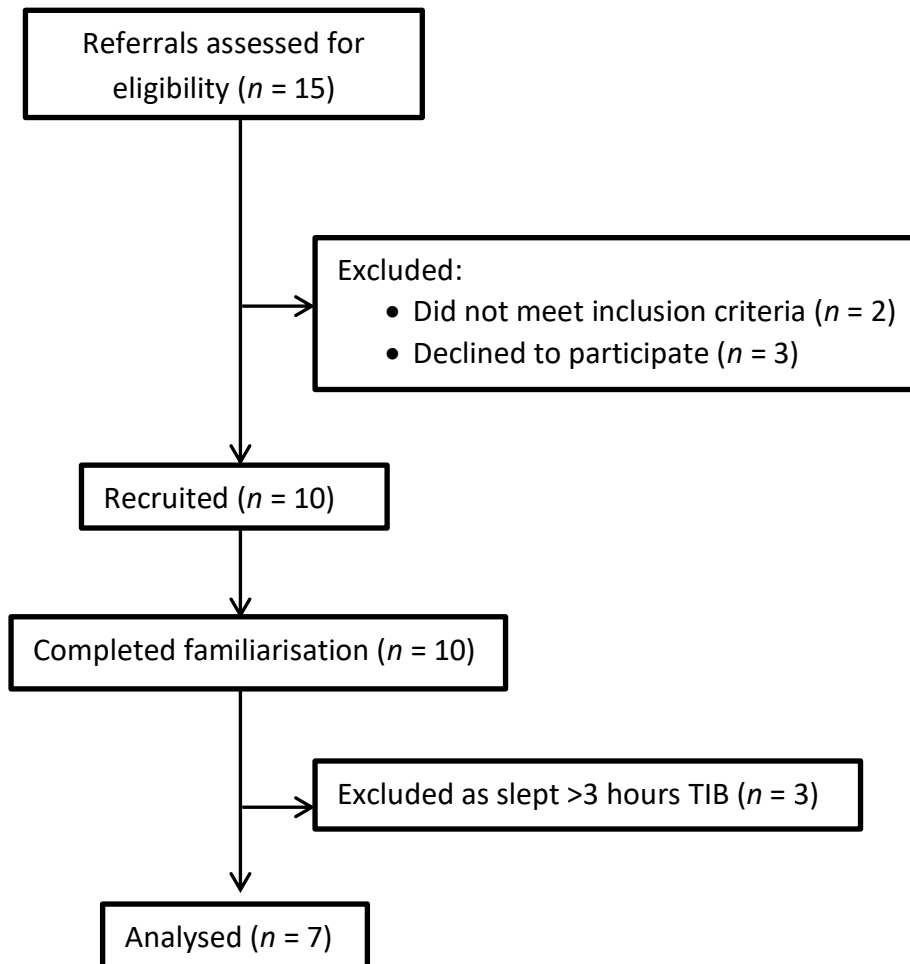 Referrals assessed for
eligibility (n = 15)
Excluded:
• Did not meet inclusion criteria (n = 2)
• Declined to participate (n = 3)
Recruited (n = 10)
Completed familiarisation (n = 10)
Excluded as slept >3 hours TIB (n = 3)
Analysed (n = 7)